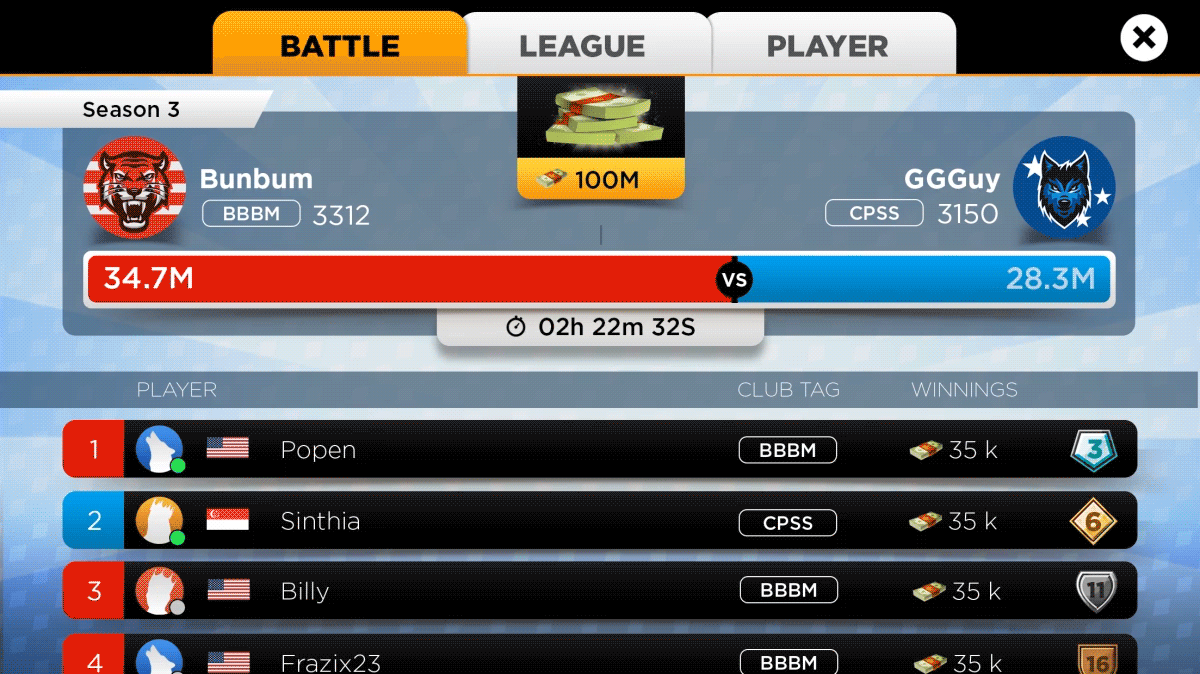 BATTLE LEAGUE PLAYER
Season 3
100M
Bunbum
BBBM 3312
GGGuy
CPSS 3150
34.7M VS 28.3M
02h 22m 32S
PLAYER CLUB TAG WINNINGS
1 Popen BBBM 35 k 3
2 Sinthia CPSS 35 k 6
3 Billy BBBM 35 k 11
4 Frazix23 BBBM 35 k 16